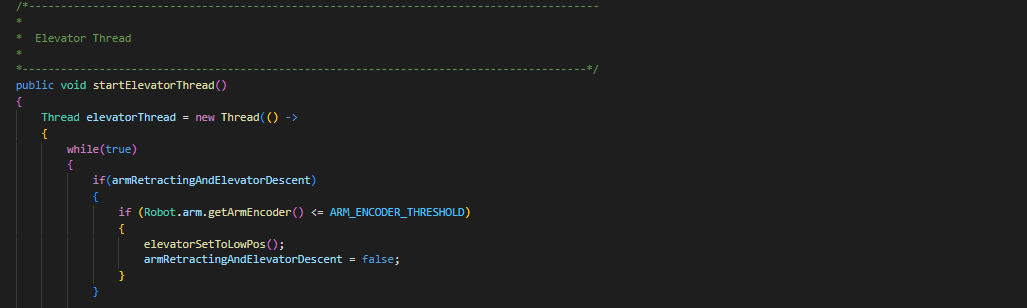 /*-----------------------------------------------------------------------------------------
*
*  Elevator Thread
*
*----------------------------------------------------------------------------------------*/
public void startElevatorThread()
{
    Thread elevatorThread = new Thread(() ->
    {
        while(true)
        {
            if(armRetractingAndElevatorDescent)
            {
                if (Robot.arm.getArmEncoder() <= ARM_ENCODER_THRESHOLD)
                {
                    elevatorSetToLowPos();
                    armRetractingAndElevatorDescent = false;
                }
            }